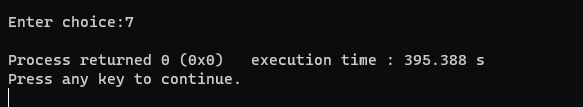 Enter choice:7
Process returned 0 (0x0)   execution time : 395.388 s
Press any key to continue.